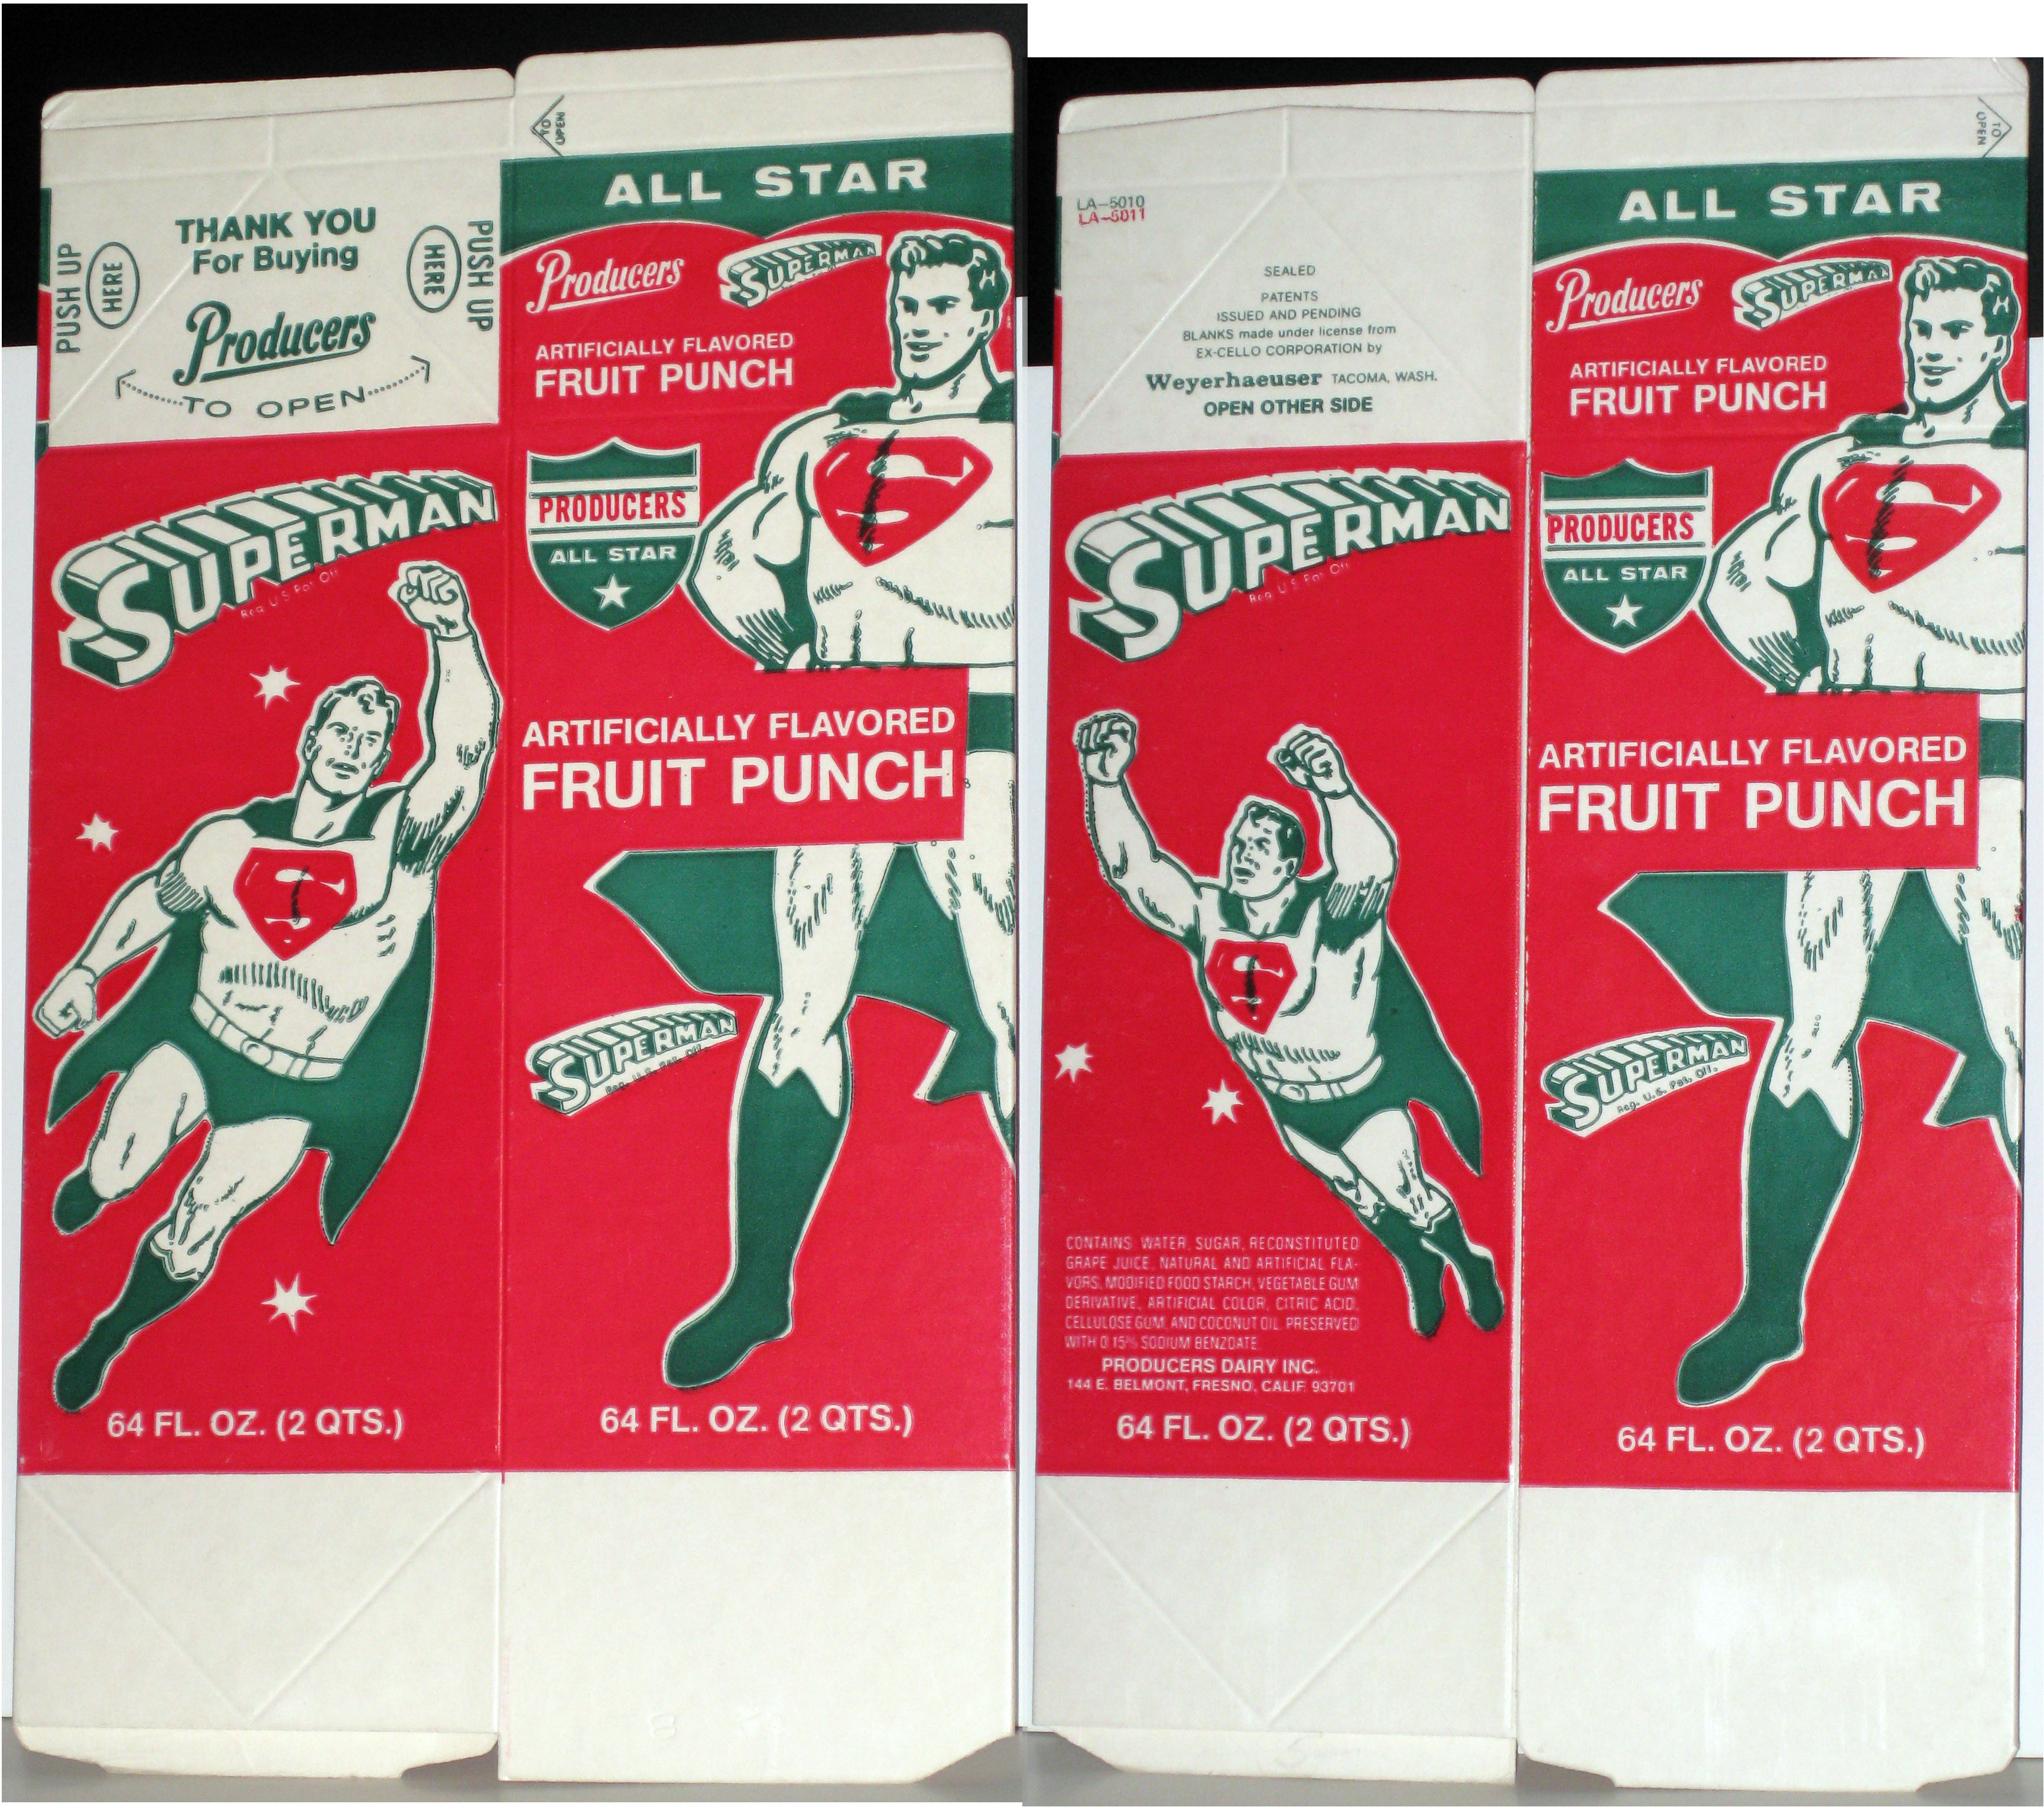 THANK YOU
For Buying
Producers
TO OPEN
PUSH UP
HERE
HERE
PUSH UP
SUPERMAN
Reg U.S. Pat. Off.
64 FL. OZ. (2 QTS.)
TO
OPEN
ALL STAR
Producers
SUPERMAN
ARTIFICIALLY FLAVORED
FRUIT PUNCH
PRODUCERS
ALL STAR
ARTIFICIALLY FLAVORED
FRUIT PUNCH
SUPERMAN
Reg. U.S. Pat. Off.
64 FL. OZ. (2 QTS.)
LA-5010
LA-5011
SEALED
PATENTS
ISSUED AND PENDING
BLANKS made under license from
EX-CELLO CORPORATION by
Weyerhaeuser TACOMA, WASH.
OPEN OTHER SIDE
SUPERMAN
Reg. U.S. Pat. Off.
CONTAINS: WATER, SUGAR, RECONSTITUTED
GRAPE JUICE, NATURAL AND ARTIFICIAL FLA-
VORS, MODIFIED FOOD STARCH, VEGETABLE GUM
DERIVATIVE, ARTIFICIAL COLOR, CITRIC ACID,
CELLULOSE GUM, AND COCONUT OIL. PRESERVED
WITH 0.15% SODIUM BENZOATE.
PRODUCERS DAIRY INC.
144 E. BELMONT, FRESNO, CALIF. 93701
64 FL. OZ. (2 QTS.)
TO
OPEN
ALL STAR
Producers
SUPERMAN
ARTIFICIALLY FLAVORED
FRUIT PUNCH
PRODUCERS
ALL STAR
ARTIFICIALLY FLAVORED
FRUIT PUNCH
SUPERMAN
Reg. U.S. Pat. Off.
64 FL. OZ. (2 QTS.)